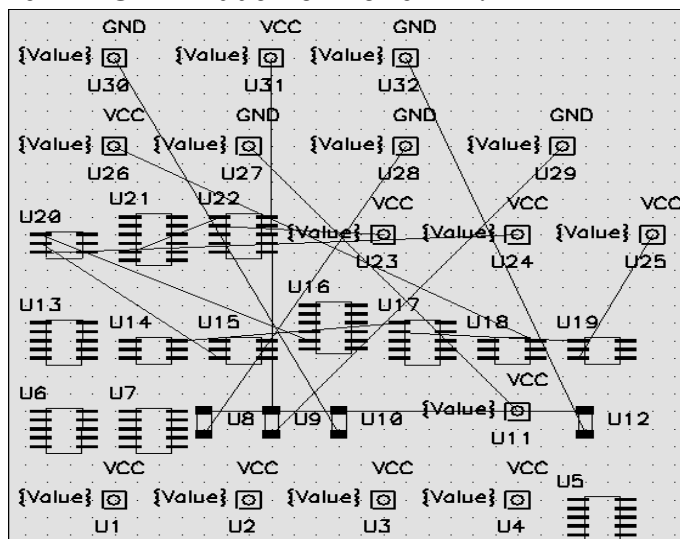 GND VCC GND
{Value} {Value} {Value}
U30 U31 U32
VCC GND GND GND
{Value} {Value} {Value} {Value}
U26 U27 U28 U29
U20 U21 U22 VCC VCC VCC
{Value} {Value} {Value}
U23 U24 U25
U16
U13 U14 U15 U17 U18 U19
U6 U7 VCC
{Value}
U8 U9 U10 U11 U12
VCC VCC VCC VCC
U5
{Value} {Value} {Value} {Value}
U1 U2 U3 U4